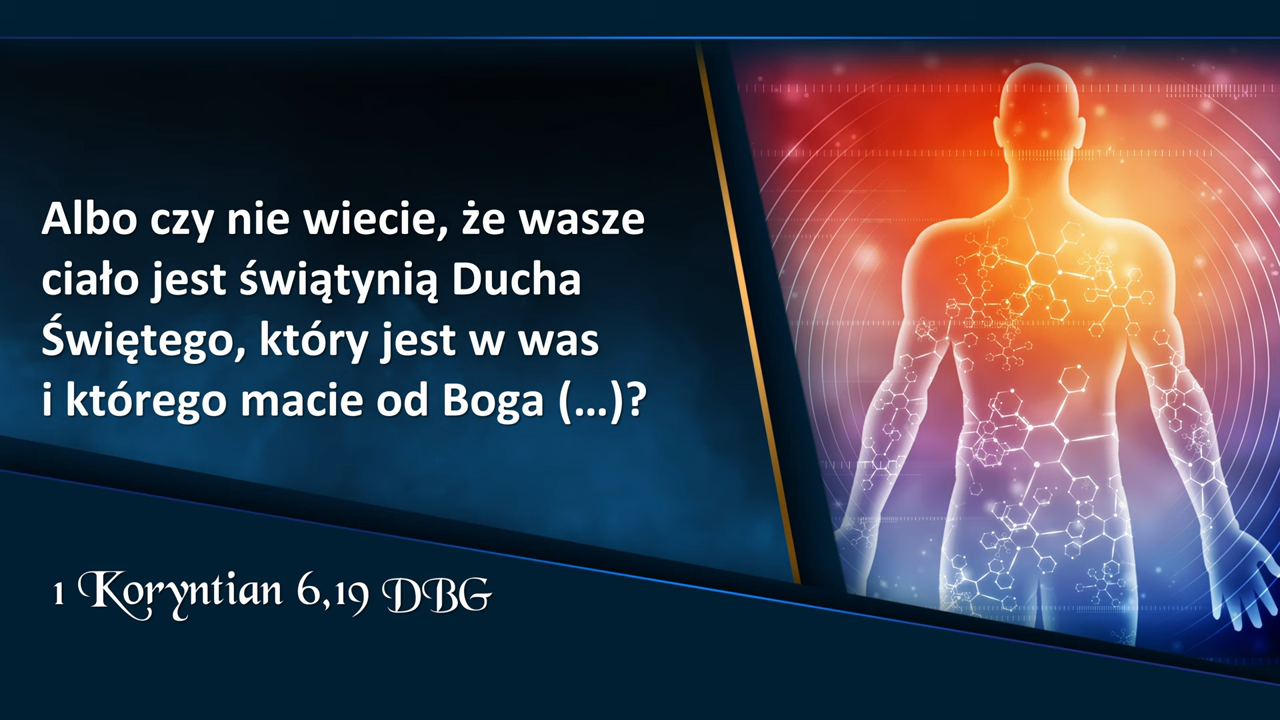 Albo czy nie wiecie, że wasze
ciało jest świątynią Ducha
Świętego, który jest w was
i którego macie od Boga (...)?
1 Koryntian 6,19 DBG